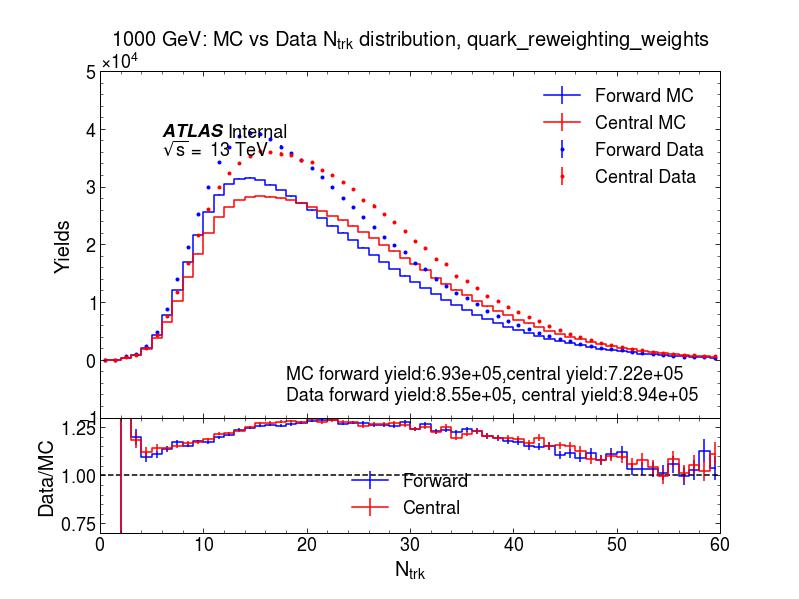 1000 GeV: MC vs Data N_trk distribution, quark_reweighting_weights
×10⁴
5
4
3
2
1
0
1
Yields
ATLAS Internal
√s = 13 TeV
Forward MC
Central MC
Forward Data
Central Data
MC forward yield:6.93e+05,central yield:7.22e+05
Data forward yield:8.55e+05, central yield:8.94e+05
1.25
1.00
0.75
Data/MC
Forward
Central
0 10 20 30 40 50 60
N_trk